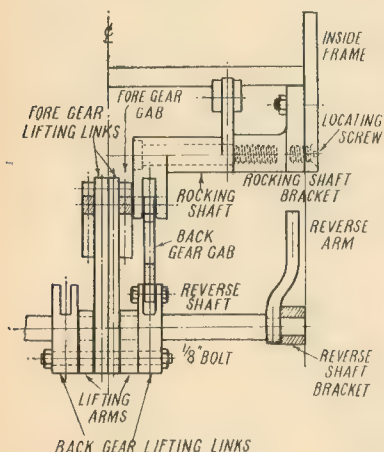 INSIDE
FRAME
FORE GEAR
GAB
FORE GEAR
LIFTING LINKS
LOCATING
SCREW
ROCKING
SHAFT
ROCKING SHAFT
BRACKET
REVERSE
ARM
BACK
GEAR GAB
REVERSE
SHAFT
1/8" BOLT
LIFTING
ARMS
REVERSE
SHAFT
BRACKET
BACK GEAR LIFTING LINKS